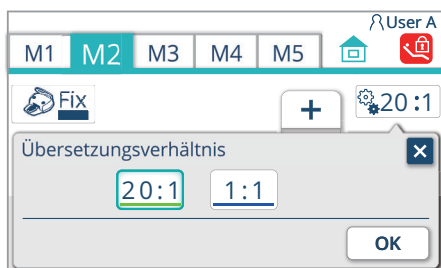 User A
M1 M2 M3 M4 M5
Fix + 20:1
Übersetzungsverhältnis
20:1 1:1
OK